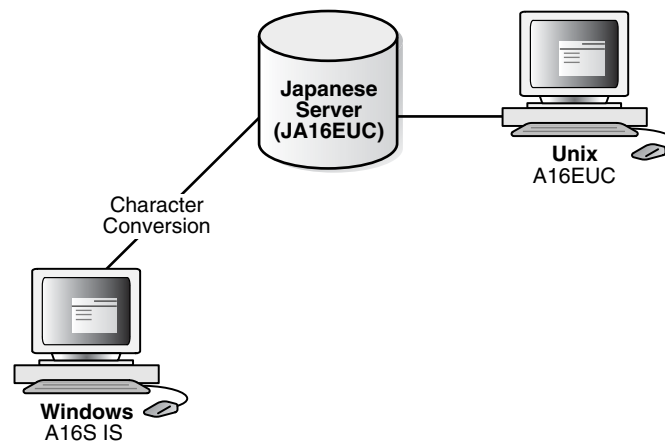 Japanese
Server
(JA16EUC)
Unix
A16EUC
Character
Conversion
Windows
A16S IS